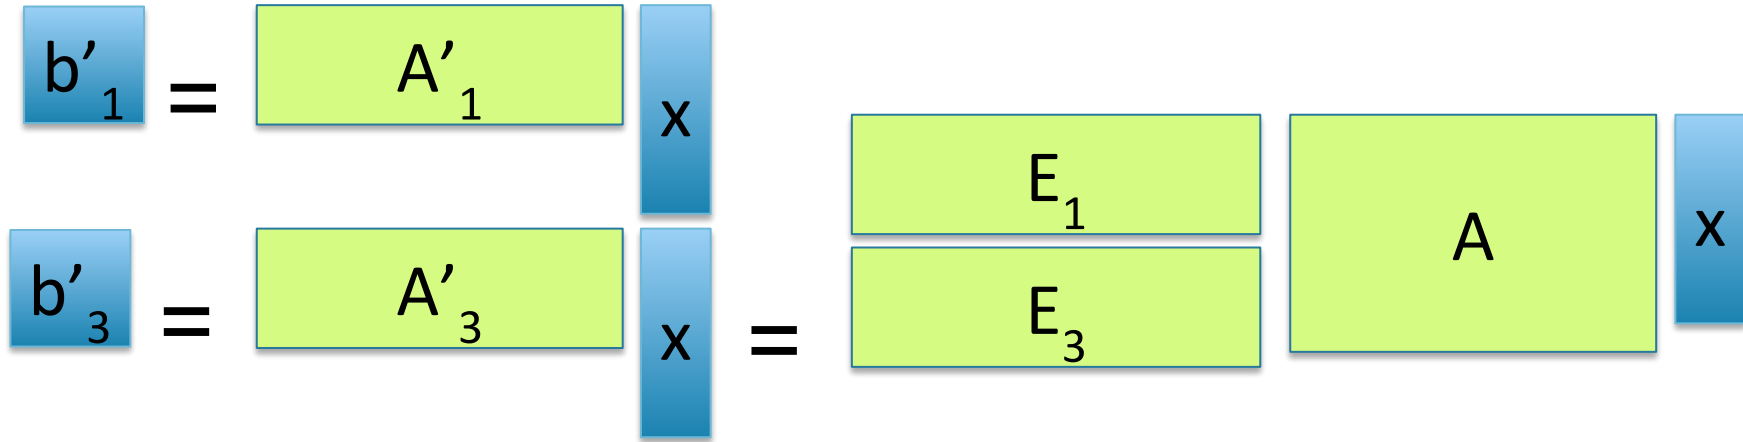 b′₁ = A′₁ x
b′₃ = A′₃ x = E₁ A x
E₃